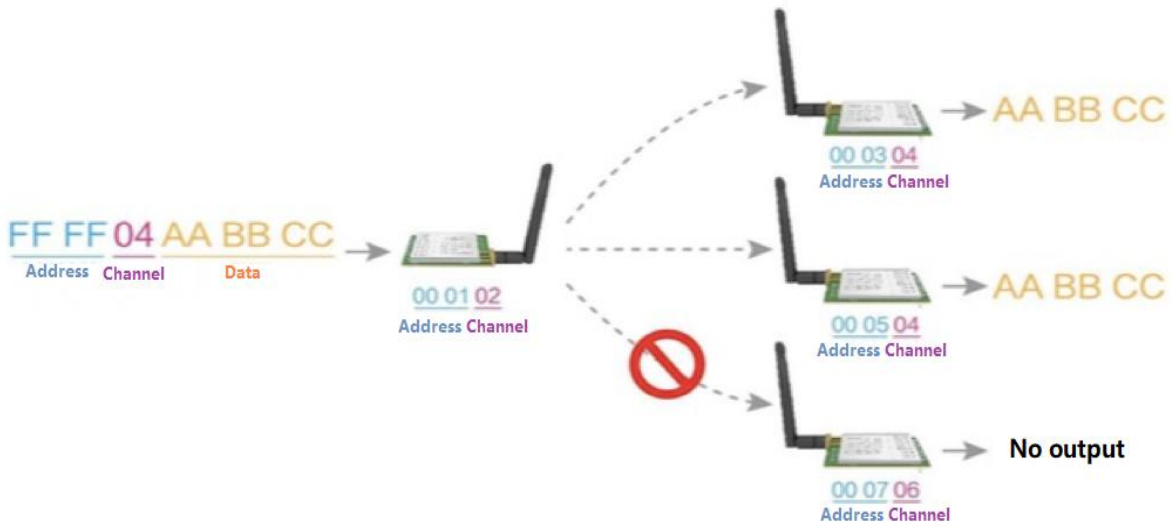 FF FF 04 AA BB CC
Address Channel Data
00 01 02
Address Channel
AA BB CC
00 03 04
Address Channel
AA BB CC
00 05 04
Address Channel
No output
00 07 06
Address Channel